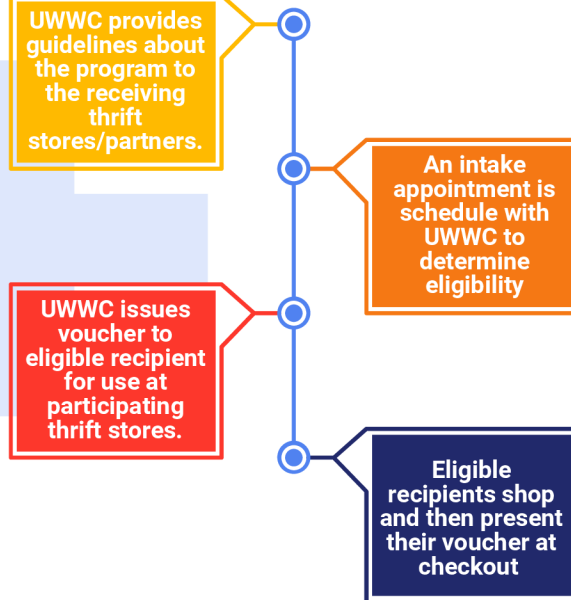 UWWC provides
guidelines about
the program to
the receiving
thrift
stores/partners.
An intake
appointment is
schedule with
UWWC to
determine
eligibility
UWWC issues
voucher to
eligible recipient
for use at
participating
thrift stores.
Eligible
recipients shop
and then present
their voucher at
checkout